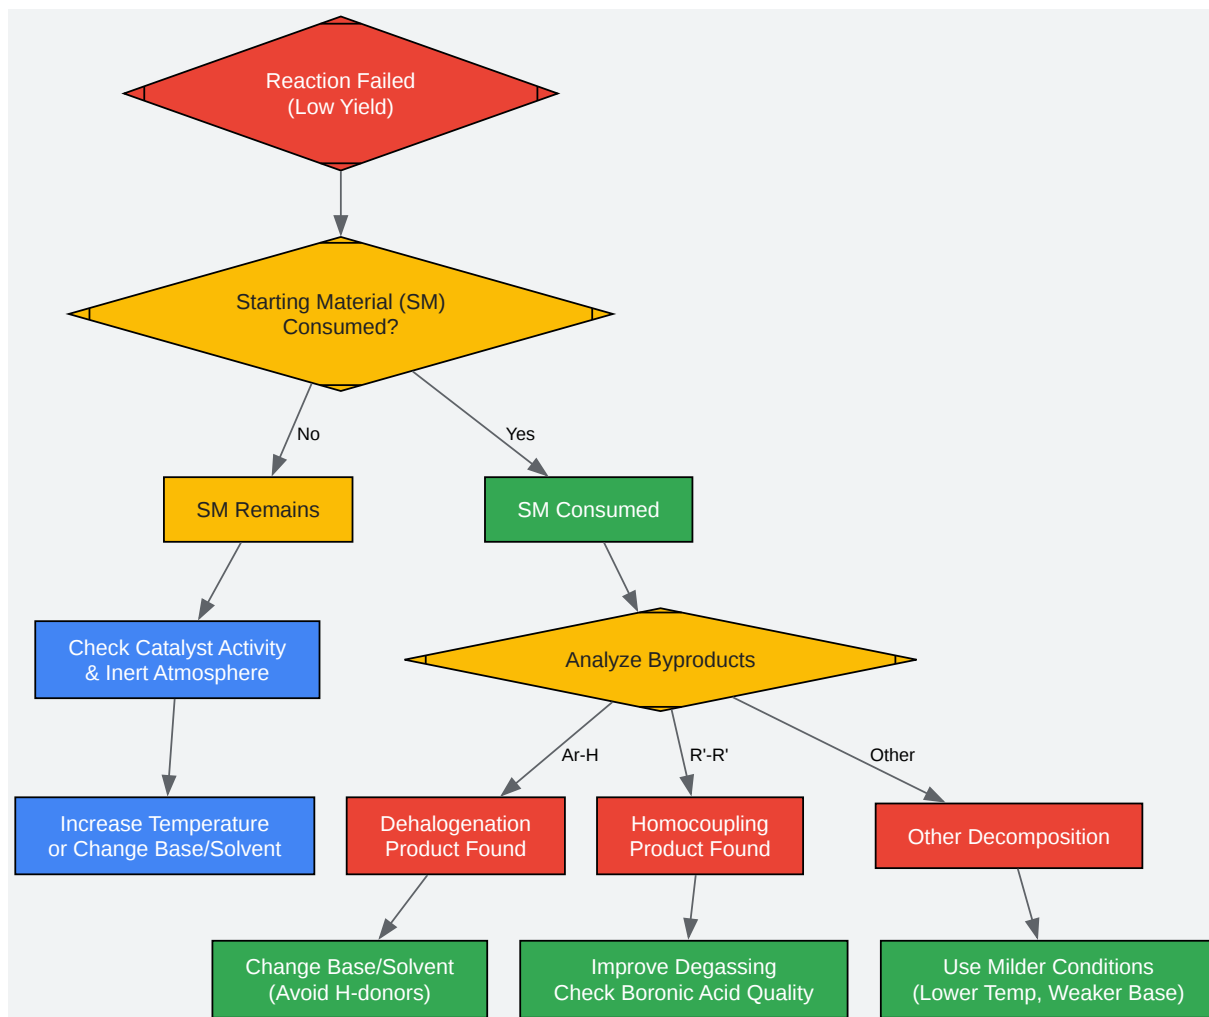 Reaction Failed
(Low Yield)
Starting Material (SM)
Consumed?
No
Yes
SM Remains
SM Consumed
Check Catalyst Activity
& Inert Atmosphere
Analyze Byproducts
Ar-H
R'-R'
Other
Increase Temperature
or Change Base/Solvent
Dehalogenation
Product Found
Homocoupling
Product Found
Other Decomposition
Change Base/Solvent
(Avoid H-donors)
Improve Degassing
Check Boronic Acid Quality
Use Milder Conditions
(Lower Temp, Weaker Base)